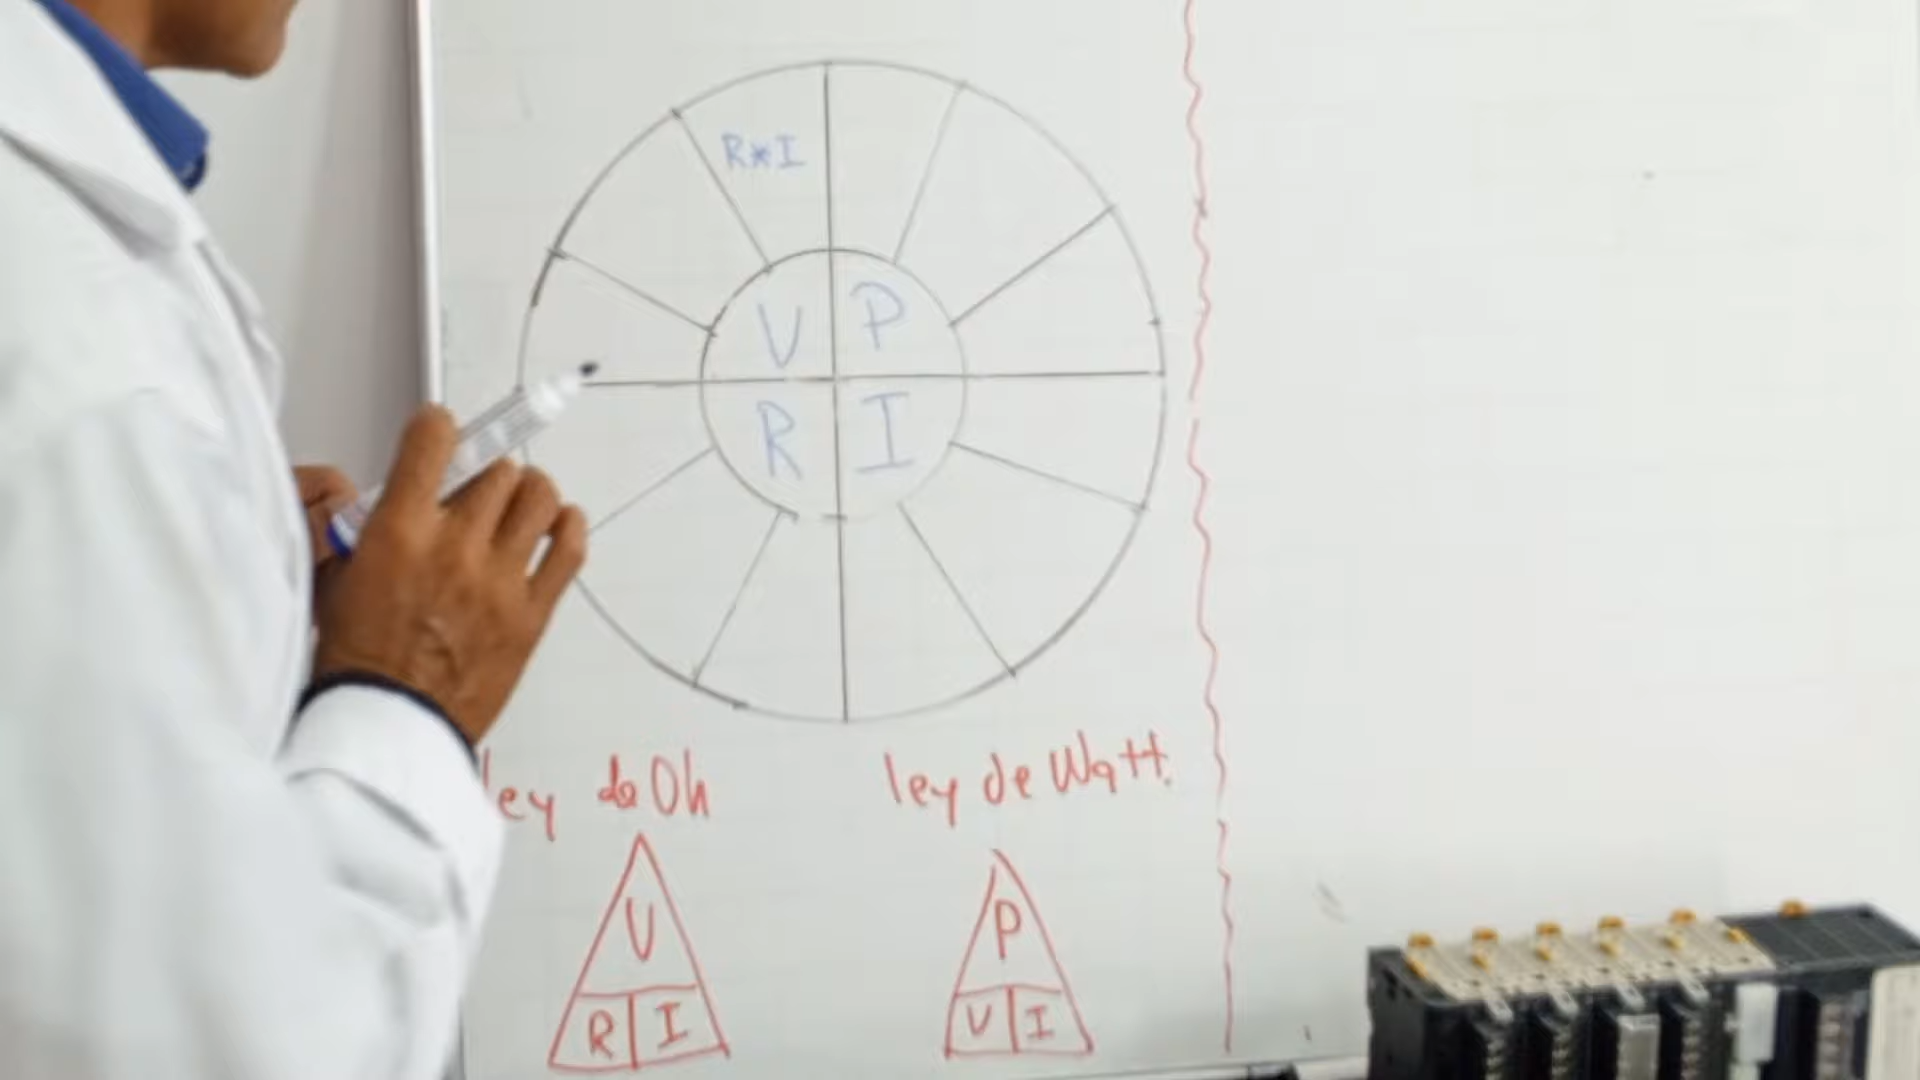 R*I
V P
R I
ley de Oh
ley de Watt.
V
R I
P
V I